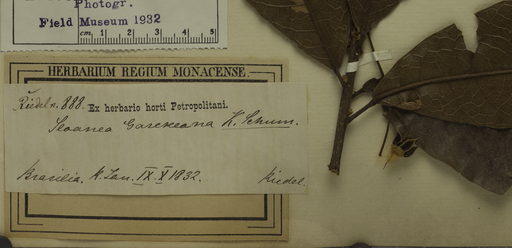 Photogr.
Field Museum 1932
cm 1 2 3 4 5
HERBARIUM REGIUM MONACENSE.
Riedel n. 888. Ex herbario horti Petropolitani.
Sloanea Garckeana K. Schum.
Brasilia. R. Jan. IX. X 1832. Riedel.